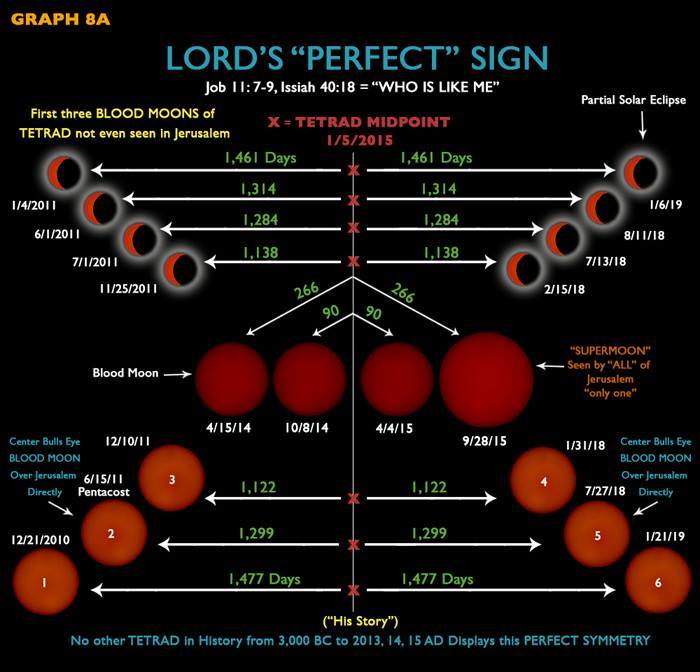 GRAPH 8A
LORD'S "PERFECT" SIGN
Job 11: 7-9, Issiah 40:18 = "WHO IS LIKE ME"
First three BLOOD MOONS of
TETRAD not even seen in Jerusalem
X = TETRAD MIDPOINT
1/5/2015
Partial Solar Eclipse
1,461 Days
X
1,461 Days
1/4/2011
1,314
X
1,314
1/6/19
6/1/2011
1,284
X
1,284
8/11/18
7/1/2011
1,138
X
1,138
7/13/18
11/25/2011
2/15/18
266
266
90
90
Blood Moon
"SUPERMOON"
Seen by "ALL" of
Jerusalem
"only one"
4/15/14
10/8/14
4/4/15
9/28/15
Center Bulls Eye
BLOOD MOON
Over Jerusalem
Directly
12/10/11
3
6/15/11
Pentacost
2
12/21/2010
1
1/31/18
4
Center Bulls Eye
BLOOD MOON
Over Jerusalem
Directly
7/27/18
5
1/21/19
6
1,122
X
1,122
1,299
X
1,299
1,477 Days
X
1,477 Days
("His Story")
No other TETRAD in History from 3,000 BC to 2013, 14, 15 AD Displays this PERFECT SYMMETRY